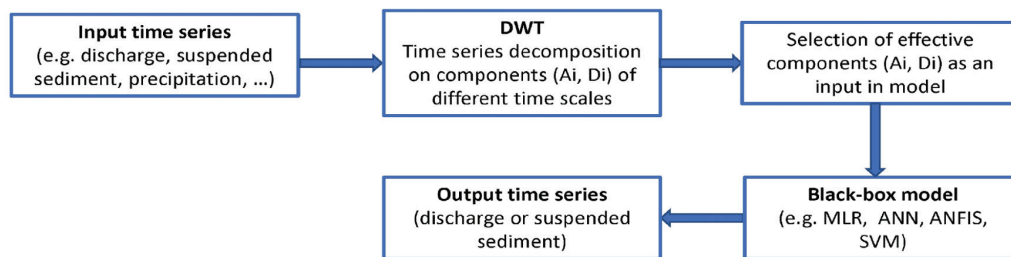 Input time series
(e.g. discharge, suspended
sediment, precipitation, ...)
DWT
Time series decomposition
on components (Ai, Di) of
different time scales
Selection of effective
components (Ai, Di) as an
input in model
Black-box model
(e.g. MLR, ANN, ANFIS,
SVM)
Output time series
(discharge or suspended
sediment)